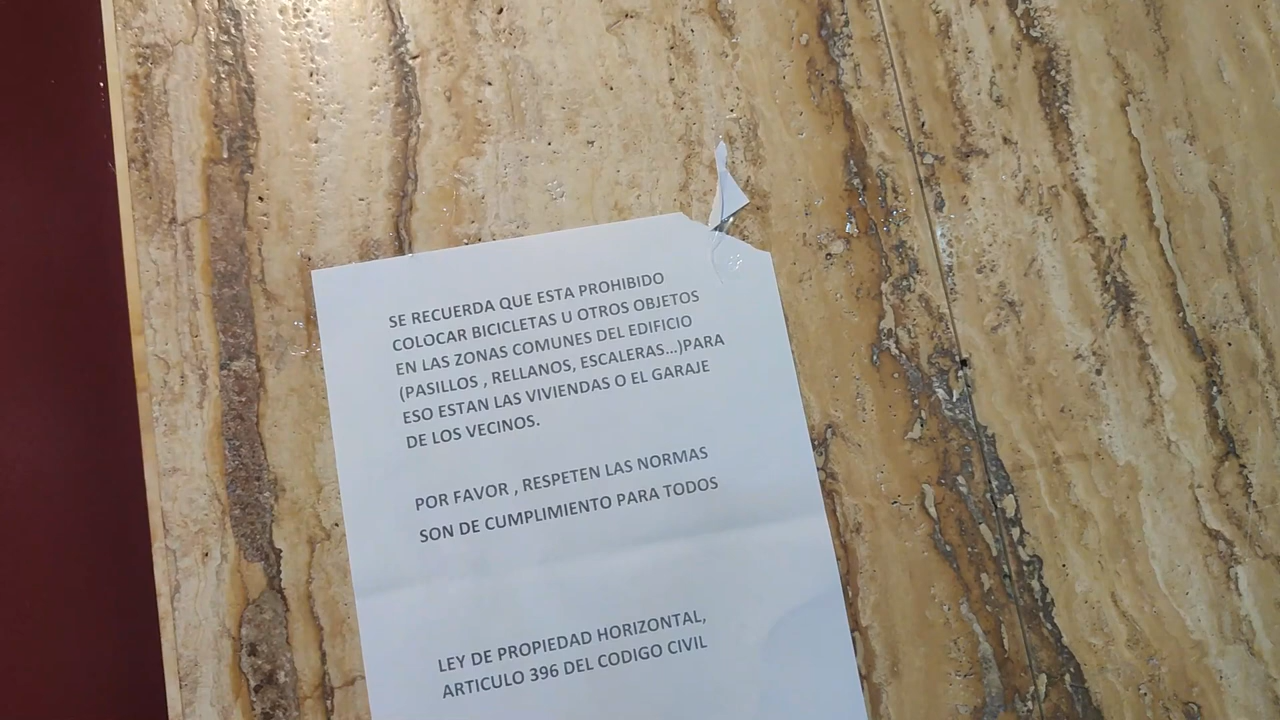 SE RECUERDA QUE ESTA PROHIBIDO
COLOCAR BICICLETAS U OTROS OBJETOS
EN LAS ZONAS COMUNES DEL EDIFICIO
(PASILLOS , RELLANOS, ESCALERAS...)PARA
ESO ESTAN LAS VIVIENDAS O EL GARAJE
DE LOS VECINOS.
POR FAVOR , RESPETEN LAS NORMAS
SON DE CUMPLIMIENTO PARA TODOS
LEY DE PROPIEDAD HORIZONTAL,
ARTICULO 396 DEL CODIGO CIVIL